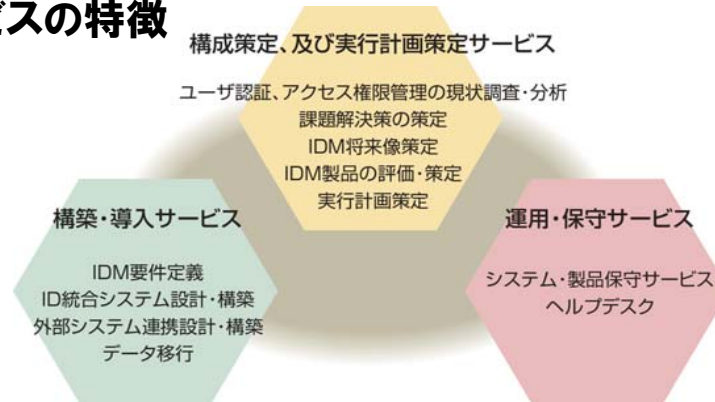 ビスの特徴
構成策定、及び実行計画策定サービス
ユーザ認証、アクセス権限管理の現状調査・分析
課題解決策の策定
IDM将来像策定
IDM製品の評価・策定
実行計画策定
構築・導入サービス
IDM要件定義
ID統合システム設計・構築
外部システム連携設計・構築
データ移行
運用・保守サービス
システム・製品保守サービス
ヘルプデスク